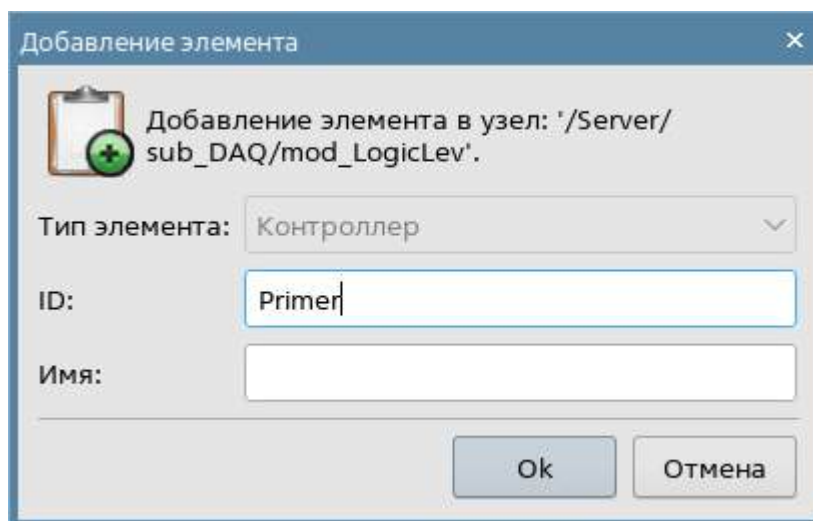 Добавление элемента
Добавление элемента в узел: '/Server/
sub_DAQ/mod_LogicLev'.
Тип элемента: Контроллер
ID: Primer
Имя:
Ok Отмена